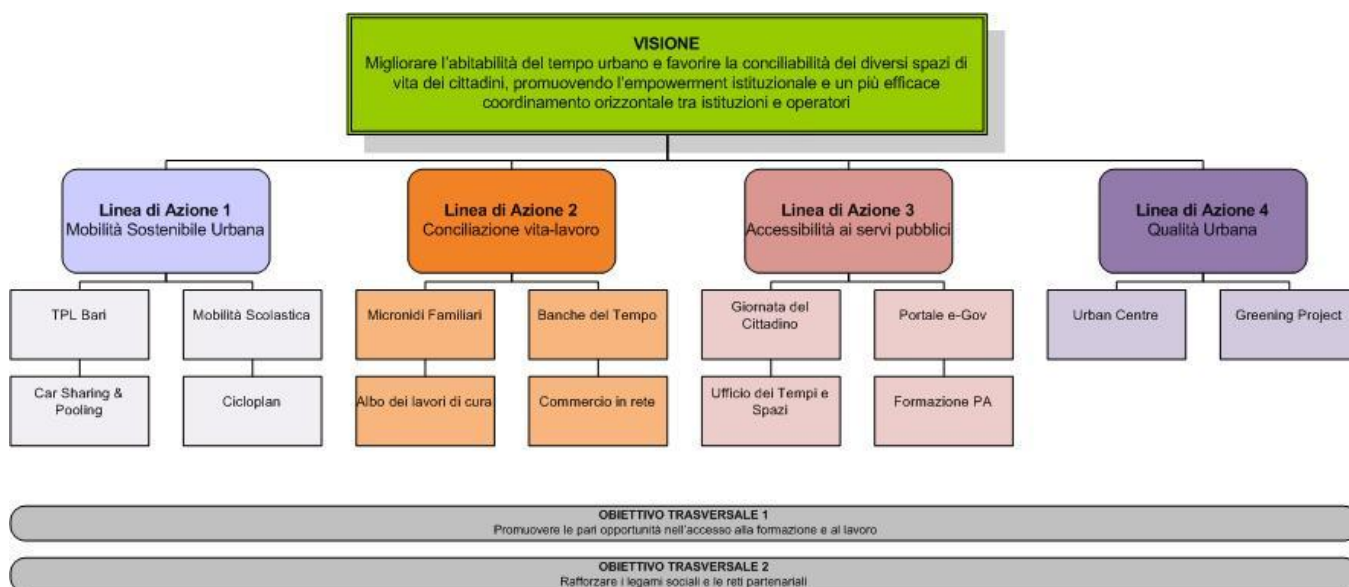 VISIONE
Migliorare l'abitabilità del tempo urbano e favorire la conciliabilità dei diversi spazi di
vita dei cittadini, promuovendo l'empowerment istituzionale e un più efficace
coordinamento orizzontale tra istituzioni e operatori
Linea di Azione 1
Mobilità Sostenibile Urbana
Linea di Azione 2
Conciliazione vita-lavoro
Linea di Azione 3
Accessibilità ai servi pubblici
Linea di Azione 4
Qualità Urbana
TPL Bari
Mobilità Scolastica
Micronidi Familiari
Banche del Tempo
Giornata del
Cittadino
Portale e-Gov
Urban Centre
Greening Project
Car Sharing &
Pooling
Cicloplan
Albo dei lavori di cura
Commercio in rete
Ufficio dei Tempi e
Spazi
Formazione PA
OBIETTIVO TRASVERSALE 1
Promuovere le pari opportunità nell'accesso alla formazione e al lavoro
OBIETTIVO TRASVERSALE 2
Rafforzare i legami sociali e le reti partenariali